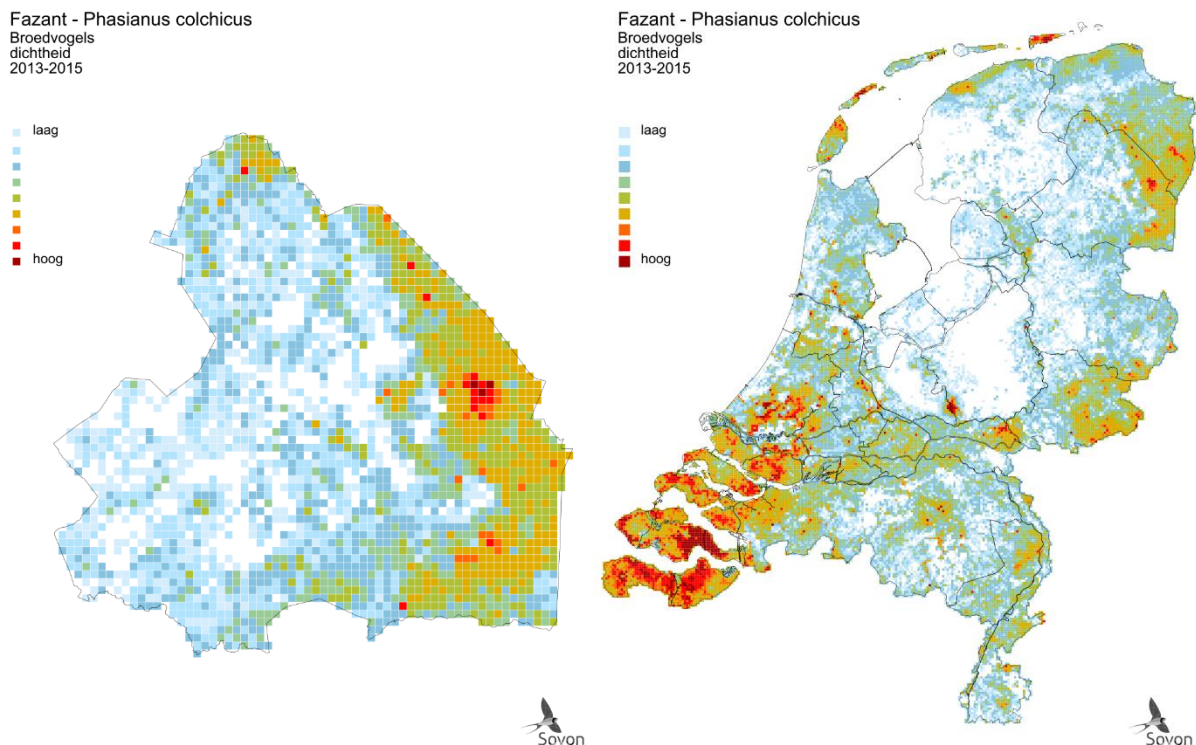 Fazant - Phasianus colchicus
Broedvogels
dichtheid
2013-2015
laag
hoog
Sovon
Fazant - Phasianus colchicus
Broedvogels
dichtheid
2013-2015
laag
hoog
Sovon